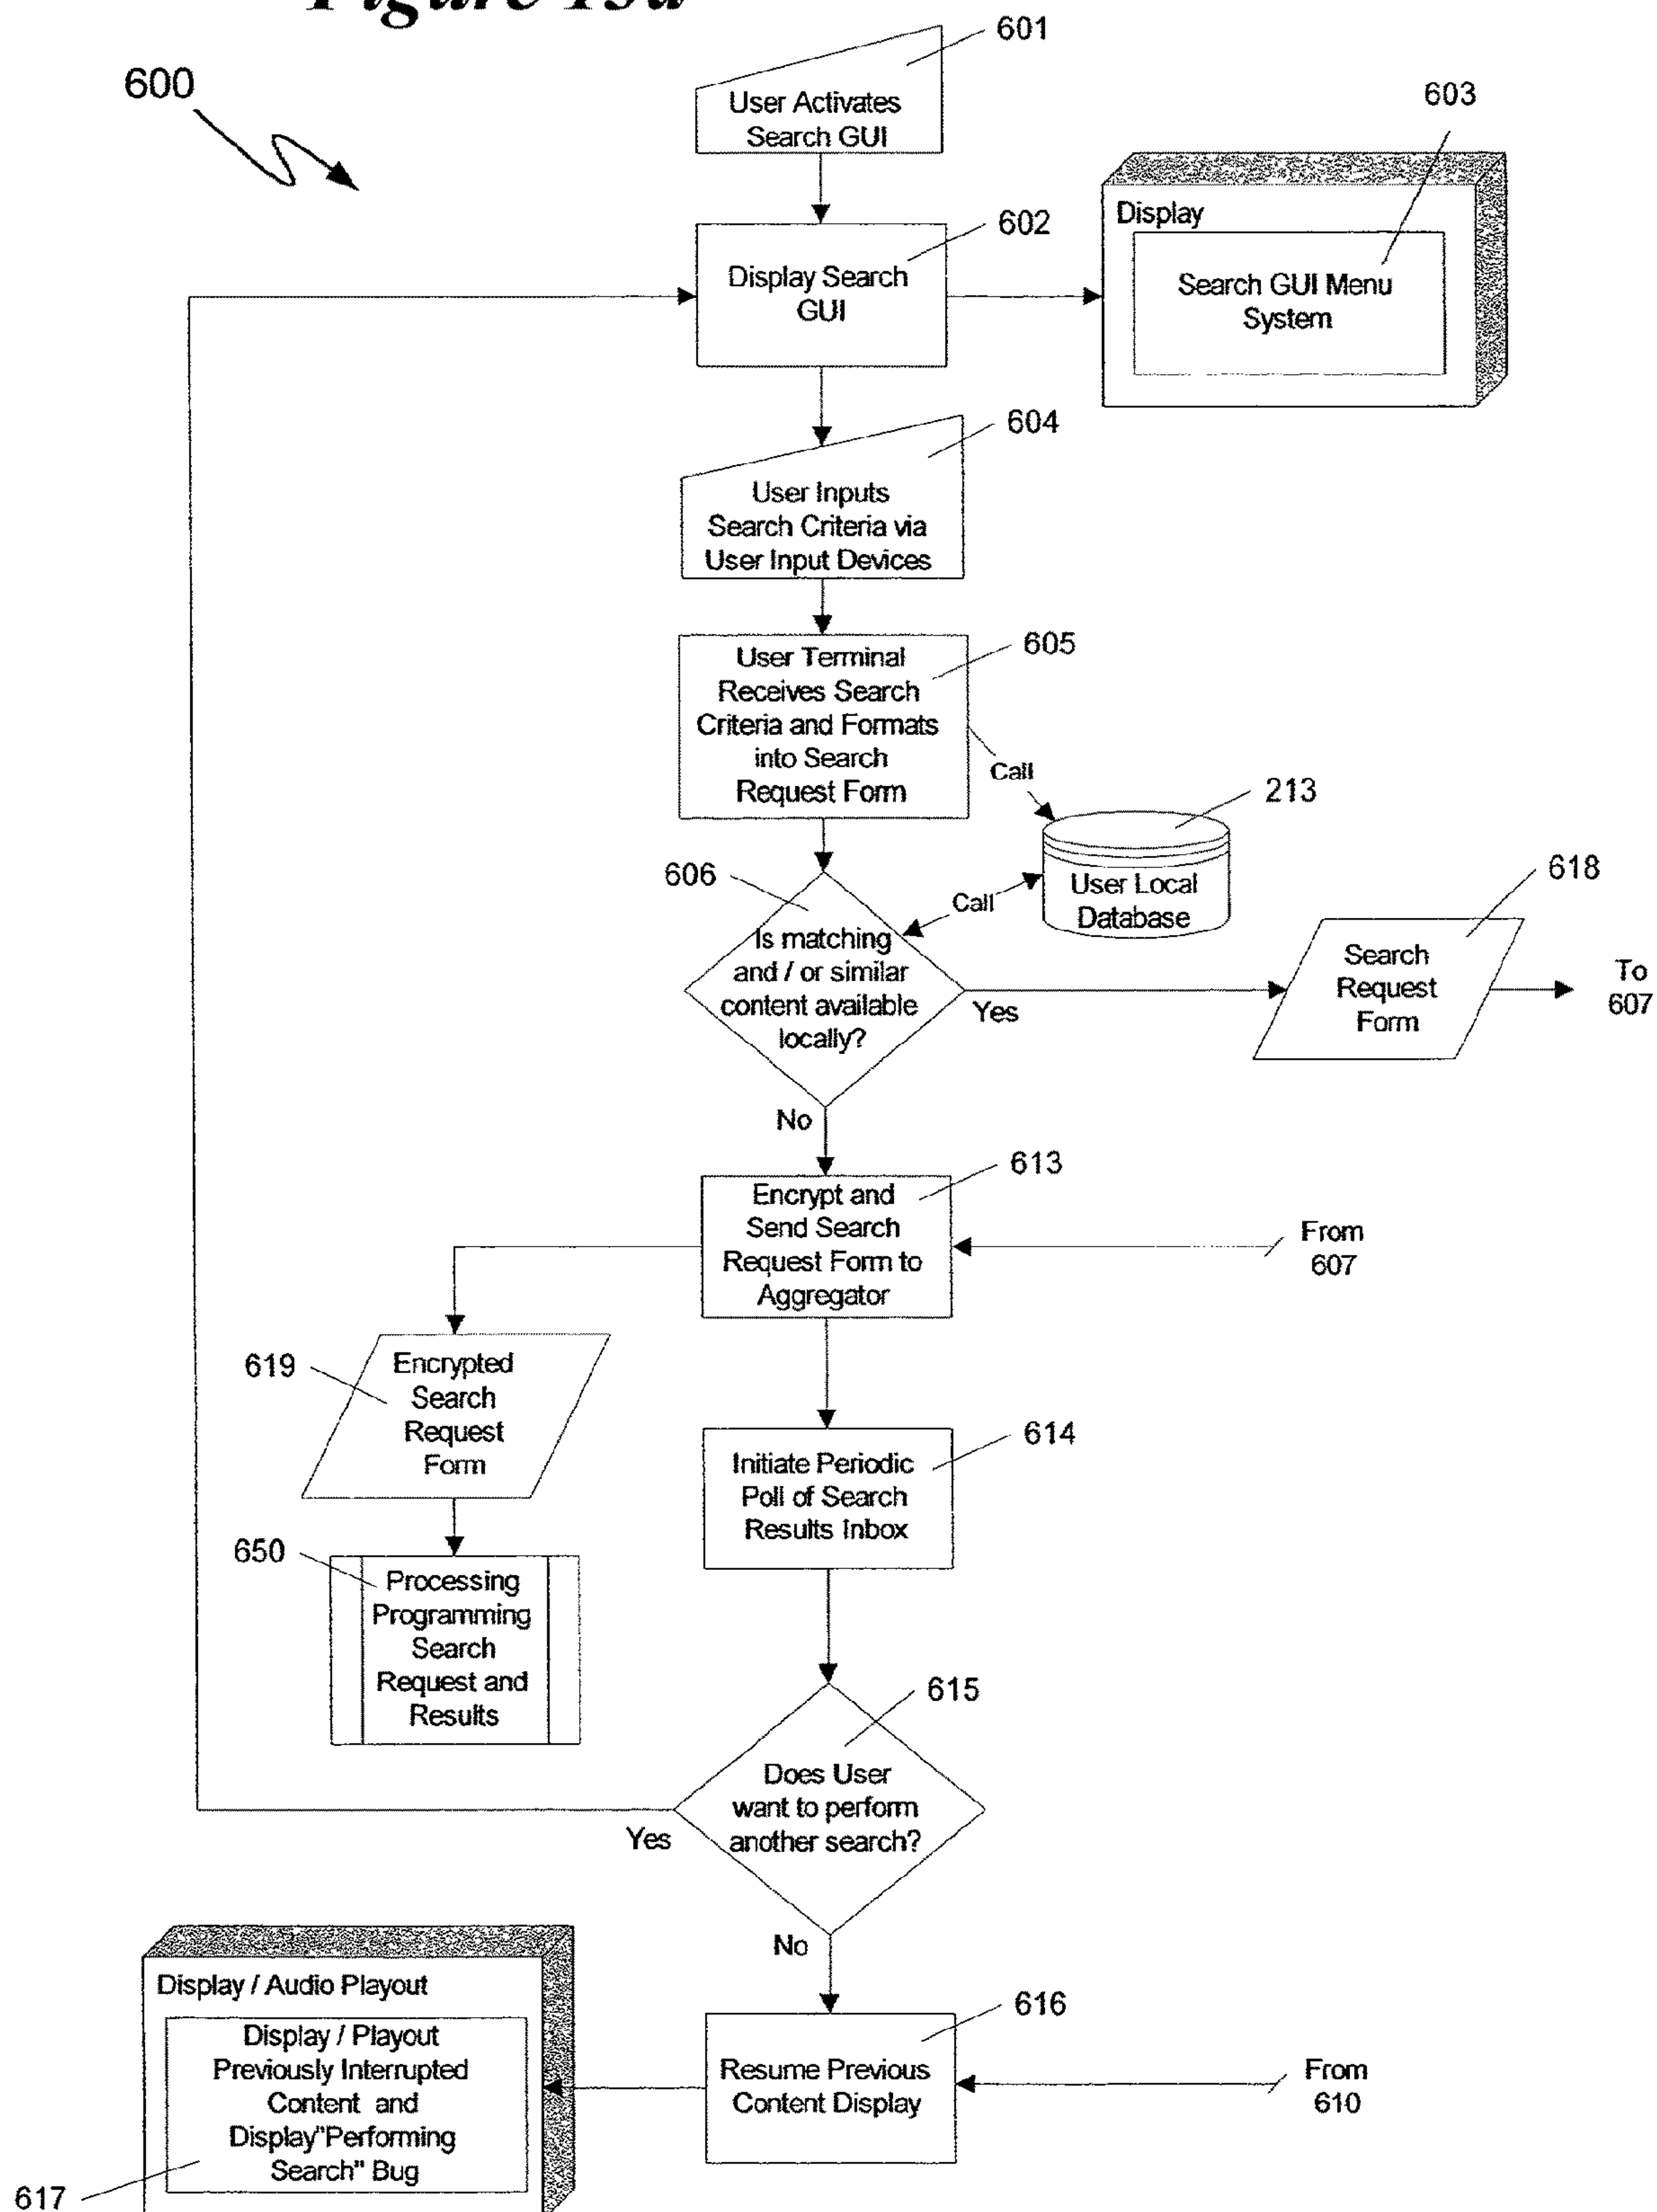 Figure 15a
600
601
User Activates
Search GUI
602
Display Search
GUI
603
Display
Search GUI Menu
System
604
User Inputs
Search Criteria via
User Input Devices
605
User Terminal
Receives Search
Criteria and Formats
into Search
Request Form
Call
213
User Local
Database
Call
606
Is matching
and / or similar
content available
locally?
Yes
618
Search
Request
Form
To
607
No
613
Encrypt and
Send Search
Request Form to
Aggregator
From
607
619
Encrypted
Search
Request
Form
614
Initiate Periodic
Poll of Search
Results Inbox
650
Processing
Programming
Search
Request and
Results
615
Does User
want to perform
another search?
Yes
No
616
Resume Previous
Content Display
From
610
Display / Audio Playout
Display / Playout
Previously Interrupted
Content and
Display"Performing
Search" Bug
617